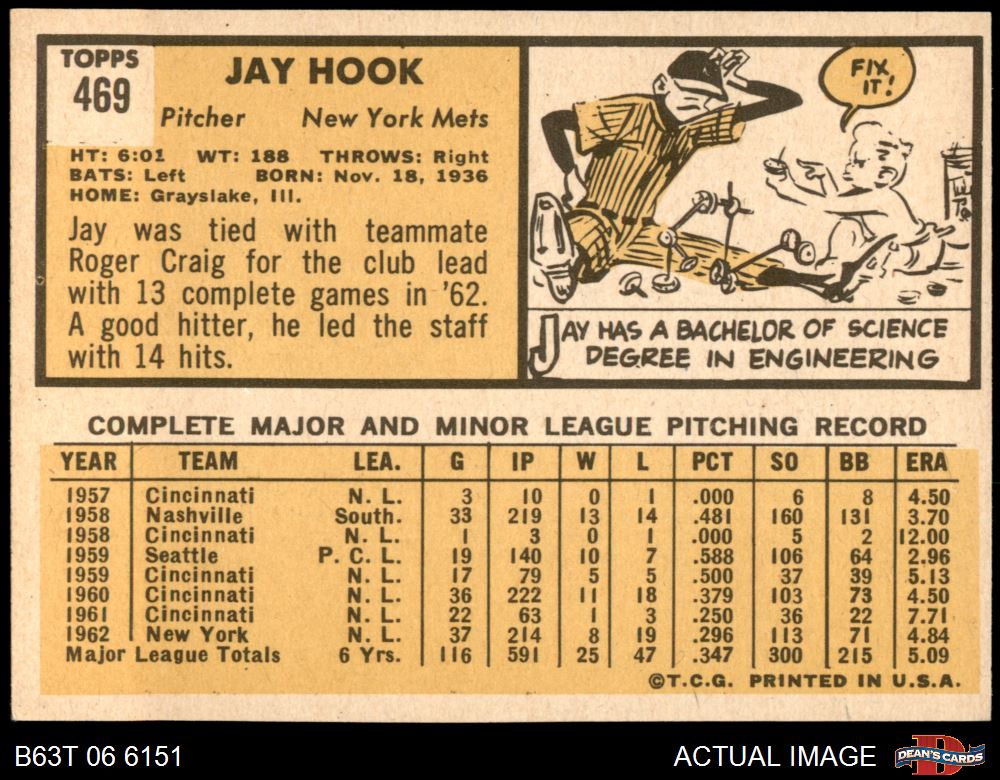 TOPPS
469
JAY HOOK
Pitcher New York Mets
HT: 6:01 WT: 188 THROWS: Right
BATS: Left BORN: Nov. 18, 1936
HOME: Grayslake, Ill.
Jay was tied with teammate
Roger Craig for the club lead
with 13 complete games in '62.
A good hitter, he led the staff
with 14 hits.
FIX
IT!
JAY HAS A BACHELOR OF SCIENCE
DEGREE IN ENGINEERING
COMPLETE MAJOR AND MINOR LEAGUE PITCHING RECORD
YEAR TEAM LEA. G IP W L PCT SO BB ERA
1957 Cincinnati N. L. 3 10 0 1 .000 6 8 4.50
1958 Nashville South. 33 219 13 14 .481 160 131 3.70
1958 Cincinnati N. L. 1 3 0 1 .000 5 2 12.00
1959 Seattle P. C. L. 19 140 10 7 .588 106 64 2.96
1959 Cincinnati N. L. 17 79 5 5 .500 37 39 5.13
1960 Cincinnati N. L. 36 222 11 18 .379 103 73 4.50
1961 Cincinnati N. L. 22 63 1 3 .250 36 22 7.71
1962 New York N. L. 37 214 8 19 .296 113 71 4.84
Major League Totals 6 Yrs. 116 591 25 47 .347 300 215 5.09
©T.C.G. PRINTED IN U.S.A.
B63T 06 6151
ACTUAL IMAGE
DEAN'S CARDS